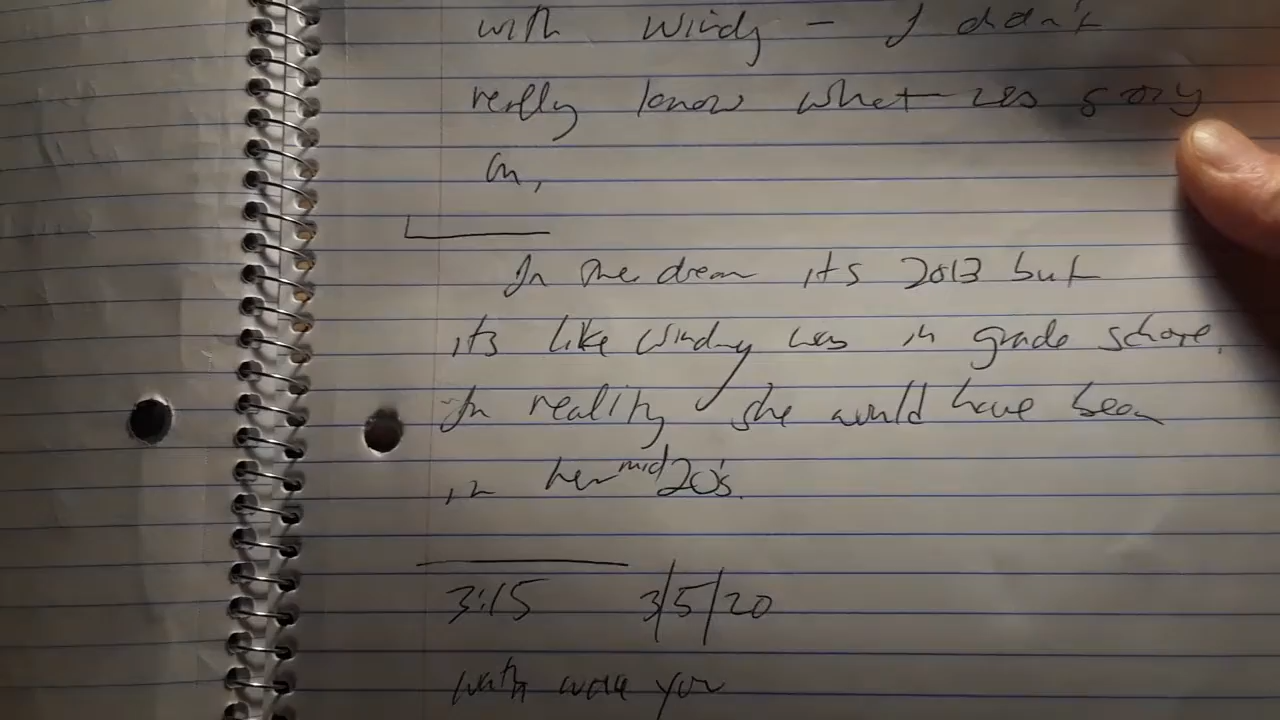 with Windy - I didn't
really know what was going
on,
In the dream its 2013 but
its like Windy was in grade school.
In reality she would have been
in her mid 20's.
3:15 3/5/20